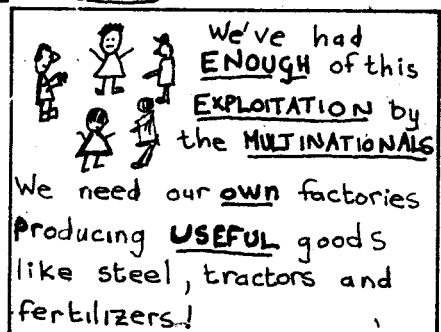 We've had
ENOUGH of this
EXPLOITATION by
the MULTINATIONALS
We need our own factories
producing USEFUL goods
like steel, tractors and
fertilizers!